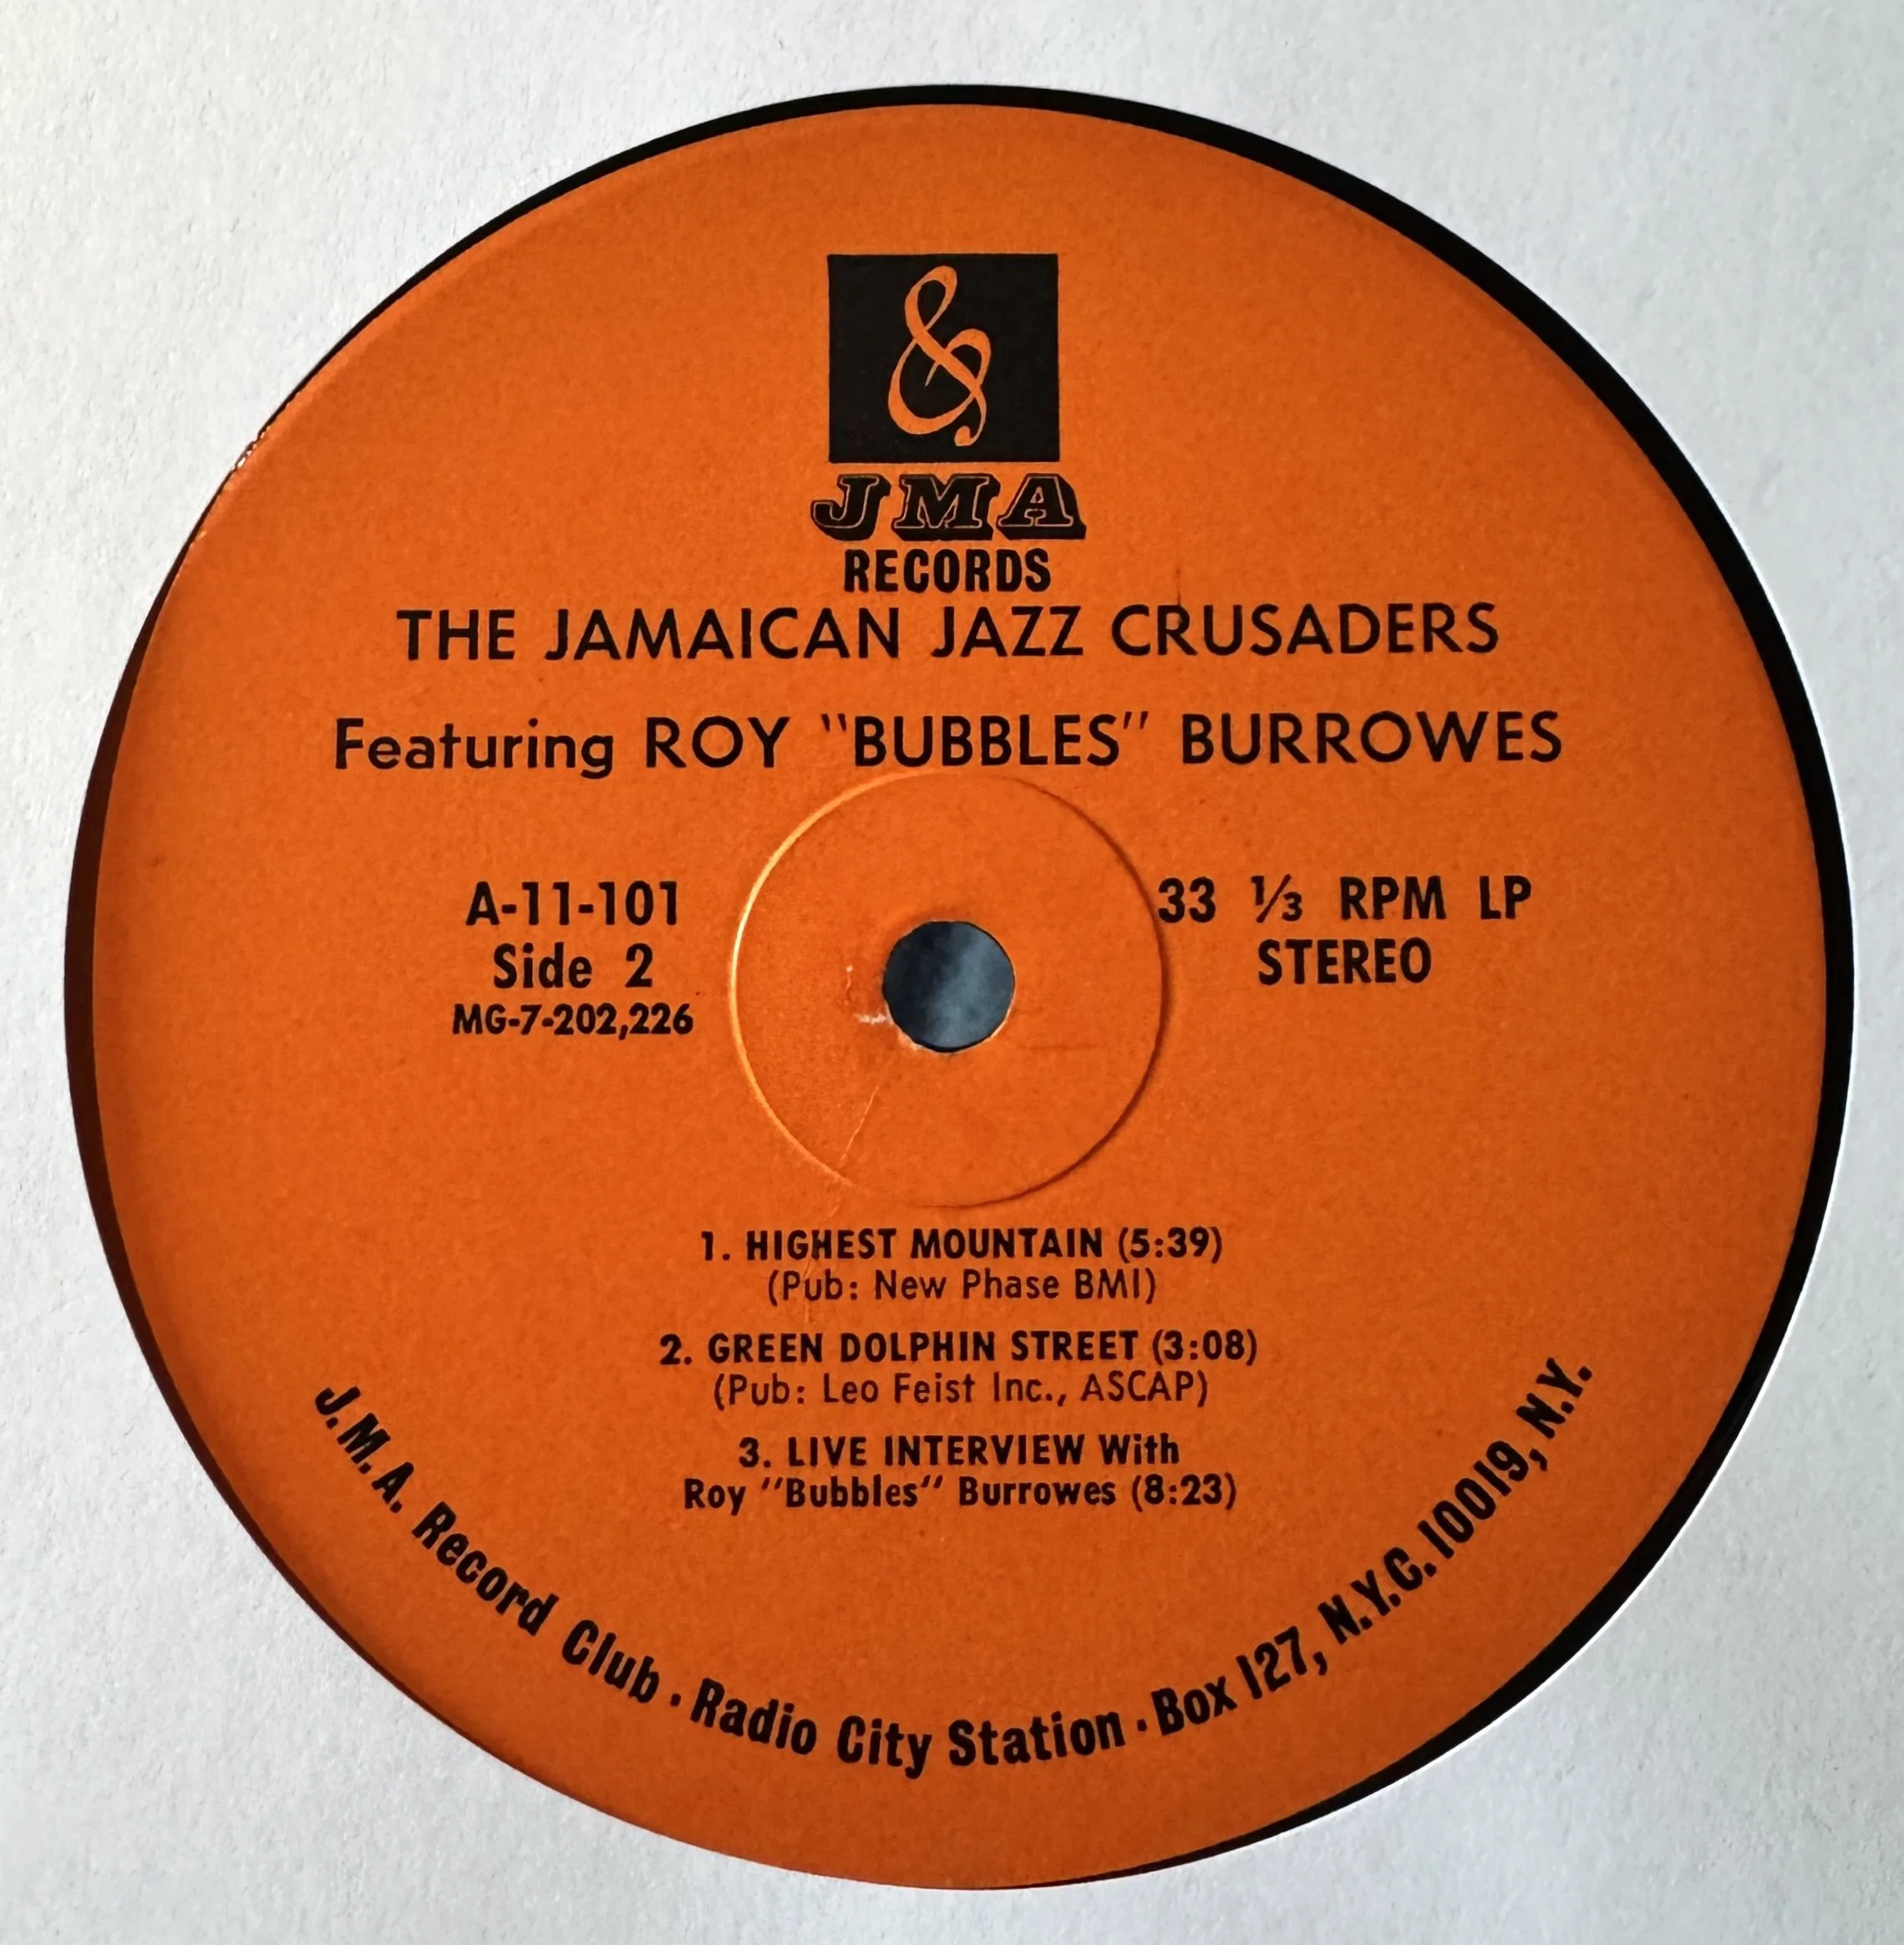 &
JMA
RECORDS
THE JAMAICAN JAZZ CRUSADERS
Featuring ROY "BUBBLES" BURROWES
A-11-101
Side 2
MG-7-202,226
33 1/3 RPM LP
STEREO
1. HIGHEST MOUNTAIN (5:39)
(Pub: New Phase BMI)
2. GREEN DOLPHIN STREET (3:08)
(Pub: Leo Feist Inc., ASCAP)
3. LIVE INTERVIEW With
Roy "Bubbles" Burrowes (8:23)
J.M.A. Record Club · Radio City Station · Box 127, N.Y.C. 10019, N.Y.